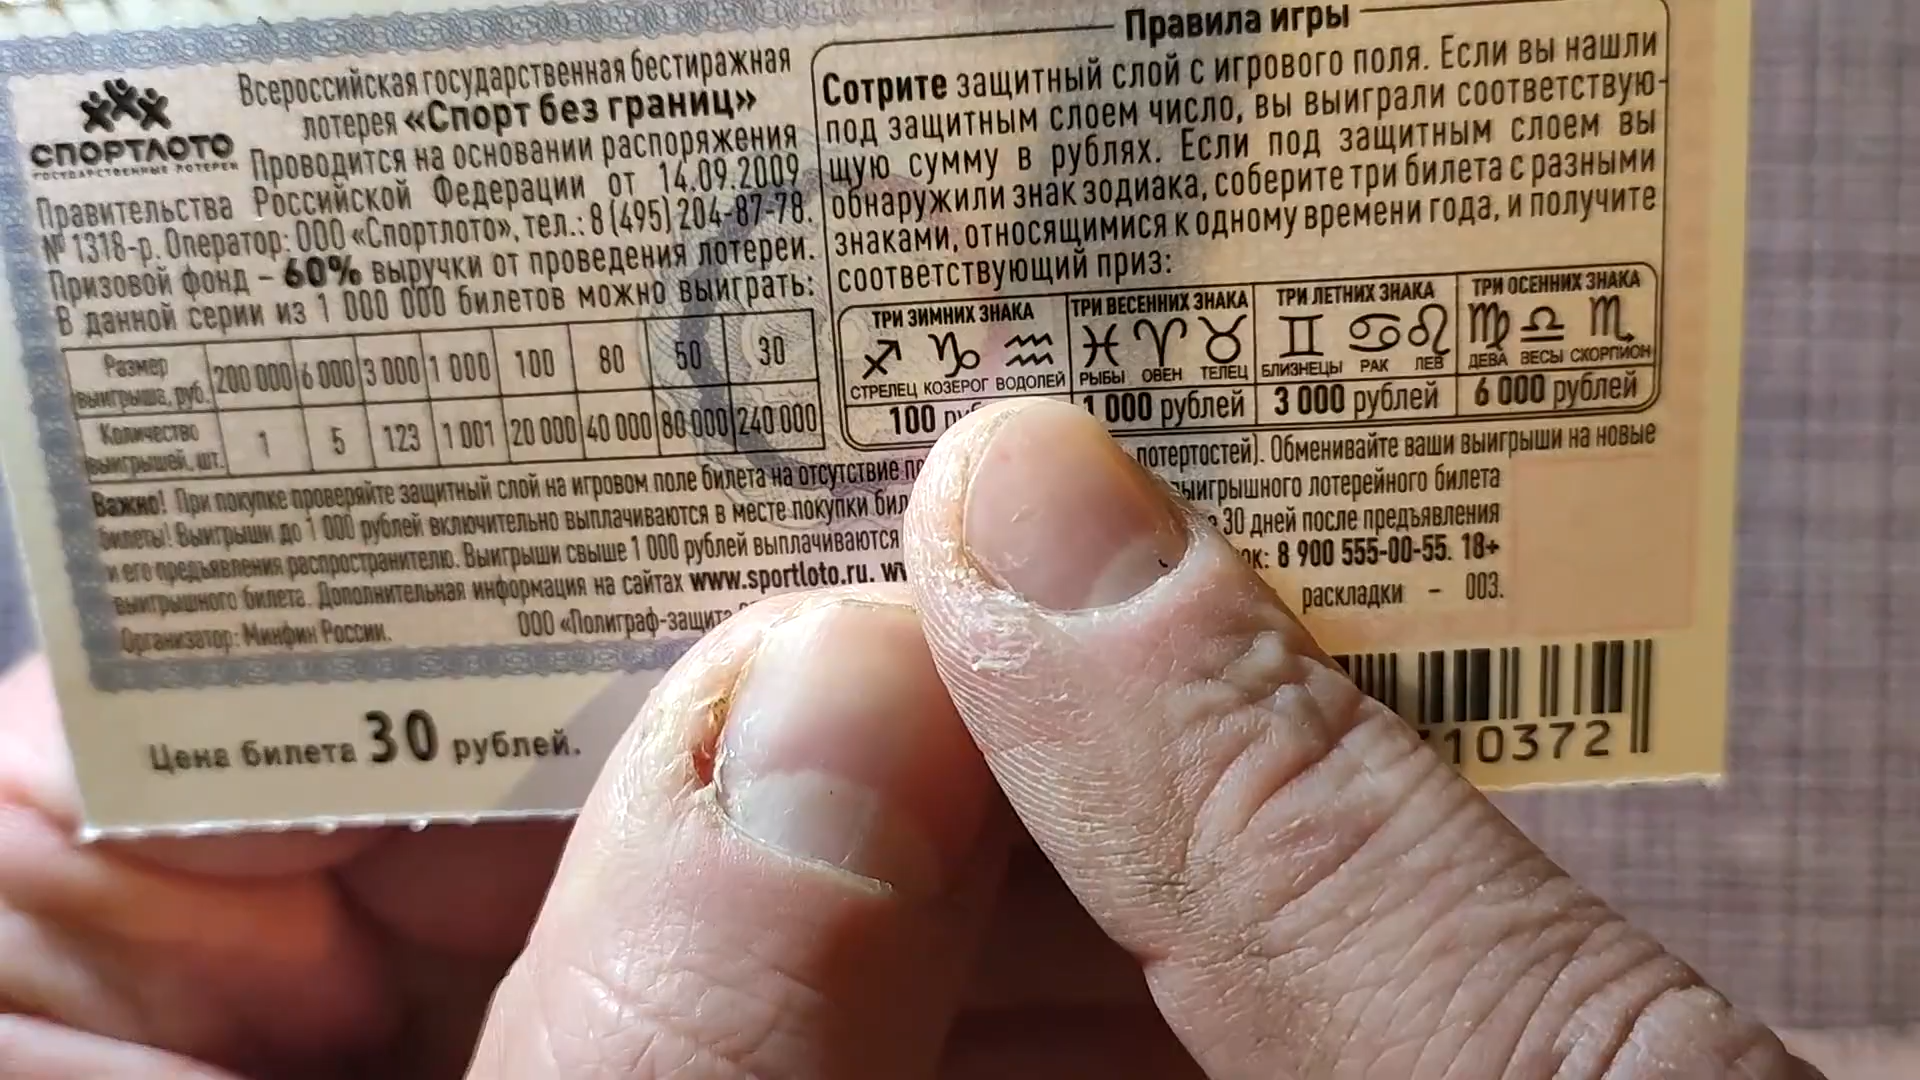 Всероссийская государственная бестиражная
лотерея «Спорт без границ»
СПОРТЛОТО
ГОСУДАРСТВЕННЫЕ ЛОТЕРЕИ
Проводится на основании распоряжения
Правительства Российской Федерации от 14.09.2009
№ 1318-р. Оператор: ООО «Спортлото», тел.: 8 (495) 204-87-78.
Призовой фонд – 60% выручки от проведения лотереи.
В данной серии из 1 000 000 билетов можно выиграть:
Размер выигрыша, руб. 200 000 6 000 3 000 1 000 100 80 50 30
Количество выигрышей, шт. 1 5 123 1 001 20 000 40 000 80 000 240 000
Правила игры
Сотрите защитный слой с игрового поля. Если вы нашли
под защитным слоем число, вы выиграли соответствую-
щую сумму в рублях. Если под защитным слоем вы
обнаружили знак зодиака, соберите три билета с разными
знаками, относящимися к одному времени года, и получите
соответствующий приз:
ТРИ ЗИМНИХ ЗНАКА ТРИ ВЕСЕННИХ ЗНАКА ТРИ ЛЕТНИХ ЗНАКА ТРИ ОСЕННИХ ЗНАКА
СТРЕЛЕЦ КОЗЕРОГ ВОДОЛЕЙ РЫБЫ ОВЕН ТЕЛЕЦ БЛИЗНЕЦЫ РАК ЛЕВ ДЕВА ВЕСЫ СКОРПИОН
100 1 000 рублей 3 000 рублей 6 000 рублей
Важно! При покупке проверяйте защитный слой на игровом поле билета на отсутствие потертостей). Обменивайте ваши выигрыши на новые
билеты! Выигрыши до 1 000 рублей включительно выплачиваются в месте покупки выигрышного лотерейного билета
и его предъявления распространителю. Выигрыши свыше 1 000 рублей выплачиваются 30 дней после предъявления
выигрышного билета. Дополнительная информация на сайтах www.sportloto.ru, 8 900 555-00-55. 18+
Организатор: Минфин России. ООО «Полиграф-защита раскладки – 003.
Цена билета 30 рублей.
10372